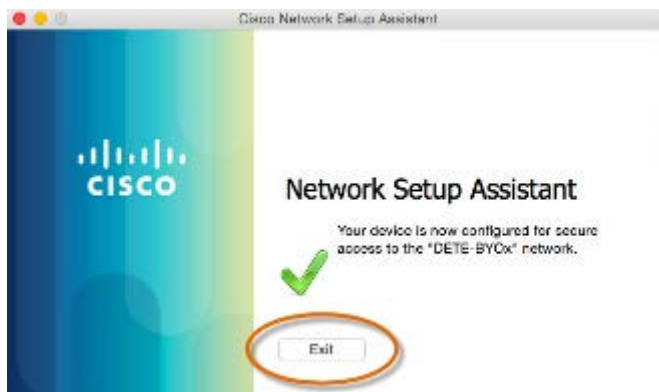 Cisco Network Setup Assistant
CISCO
Network Setup Assistant
Your device is now configured for secure
access to the "DETE-BYOx" network.
Exit